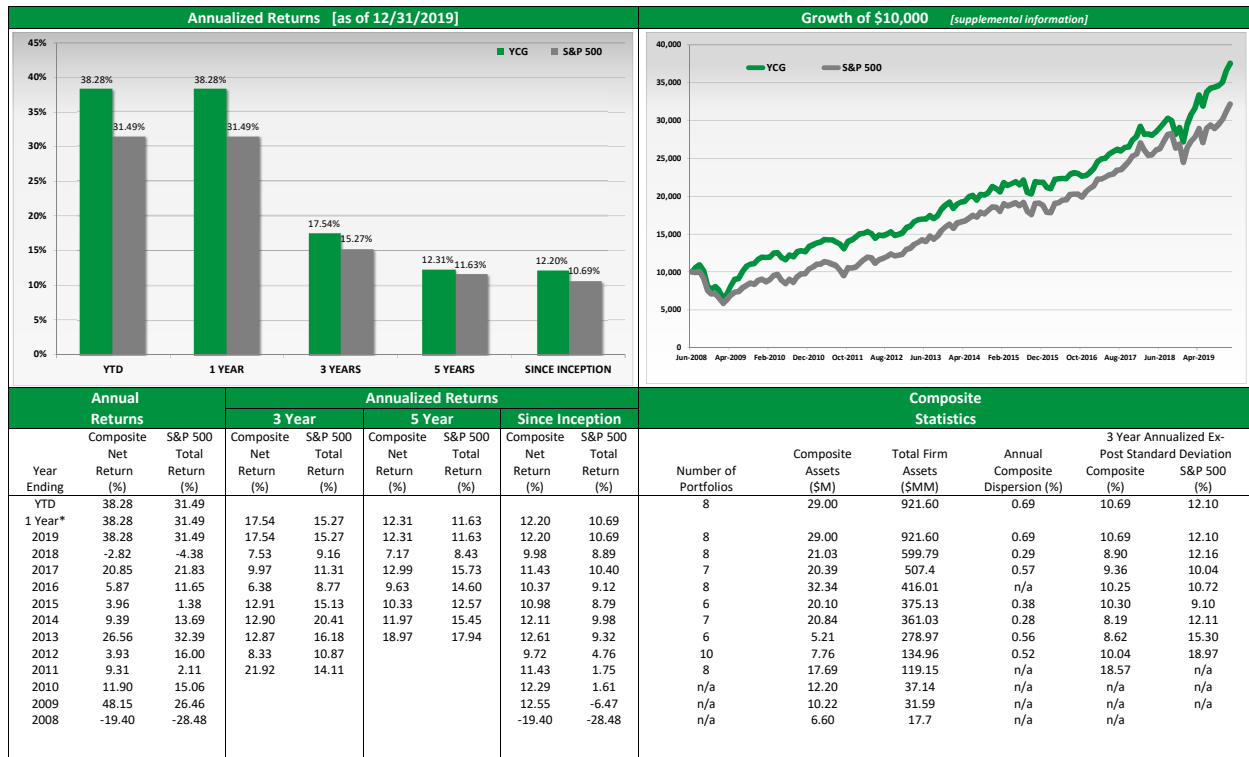 Annualized Returns [as of 12/31/2019]
45%
40%
35%
30%
25%
20%
15%
10%
5%
0%
YCG
S&P 500
38.28%
31.49%
38.28%
31.49%
17.54%
15.27%
12.31%
11.63%
12.20%
10.69%
YTD
1 YEAR
3 YEARS
5 YEARS
SINCE INCEPTION
Growth of $10,000 [supplemental information]
40,000
35,000
30,000
25,000
20,000
15,000
10,000
5,000
0
YCG
S&P 500
Jun-2008 Apr-2009 Feb-2010 Dec-2010 Oct-2011 Aug-2012 Jun-2013 Apr-2014 Feb-2015 Dec-2015 Oct-2016 Aug-2017 Jun-2018 Apr-2019
Annual Annualized Returns Composite
Returns 3 Year 5 Year Since Inception Statistics
Composite S&P 500 Composite S&P 500 Composite S&P 500 Composite S&P 500 3 Year Annualized Ex-
Net Total Net Total Net Total Net Total Composite Total Firm Annual Post Standard Deviation
Year Return Return Return Return Return Return Return Return Number of Assets Assets Composite Composite S&P 500
Ending (%) (%) (%) (%) (%) (%) (%) (%) Portfolios ($M) ($MM) Dispersion (%) (%) (%)
YTD 38.28 31.49 8 29.00 921.60 0.69 10.69 12.10
1 Year* 38.28 31.49 17.54 15.27 12.31 11.63 12.20 10.69
2019 38.28 31.49 17.54 15.27 12.31 11.63 12.20 10.69 8 29.00 921.60 0.69 10.69 12.10
2018 -2.82 -4.38 7.53 9.16 7.17 8.43 9.98 8.89 8 21.03 599.79 0.29 8.90 12.16
2017 20.85 21.83 9.97 11.31 12.99 15.73 11.43 10.40 7 20.39 507.4 0.57 9.36 10.04
2016 5.87 11.65 6.38 8.77 9.63 14.60 10.37 9.12 8 32.34 416.01 n/a 10.25 10.72
2015 3.96 1.38 12.91 15.13 10.33 12.57 10.98 8.79 6 20.10 375.13 0.38 10.30 9.10
2014 9.39 13.69 12.90 20.41 11.97 15.45 12.11 9.98 7 20.84 361.03 0.28 8.19 12.11
2013 26.56 32.39 12.87 16.18 18.97 17.94 12.61 9.32 6 5.21 278.97 0.56 8.62 15.30
2012 3.93 16.00 8.33 10.87 9.72 4.76 10 7.76 134.96 0.52 10.04 18.97
2011 9.31 2.11 21.92 14.11 11.43 1.75 8 17.69 119.15 n/a 18.57 n/a
2010 11.90 15.06 12.29 1.61 n/a 12.20 37.14 n/a n/a n/a
2009 48.15 26.46 12.55 -6.47 n/a 10.22 31.59 n/a n/a n/a
2008 -19.40 -28.48 -19.40 -28.48 n/a 6.60 17.7 n/a n/a